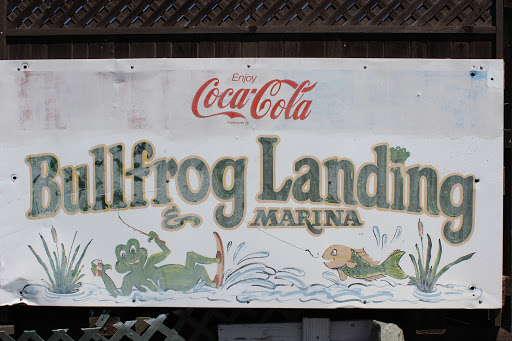 Enjoy
Coca-Cola
Bullfrog Landing
& MARINA